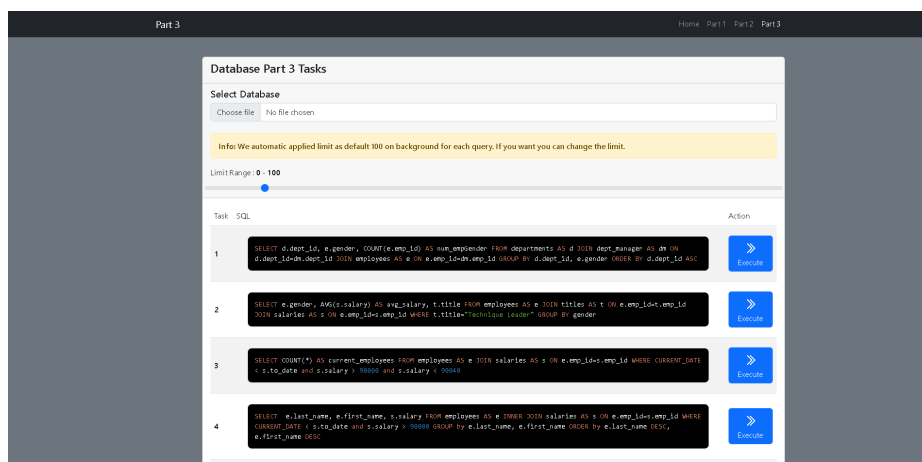 Part 3
Home Part 1 Part 2 Part 3
Database Part 3 Tasks
Select Database
Choose file No file chosen
Info: We automatic applied limit as default 100 on background for each query. If you want you can change the limit.
Limit Range : 0 - 100
Task SQL Action
1
SELECT d.dept_id, e.gender, COUNT(e.emp_id) AS num_empGender FROM departments AS d JOIN dept_manager AS dm ON
d.dept_id=dm.dept_id JOIN employees AS e ON e.emp_id=dm.emp_id GROUP BY d.dept_id, e.gender ORDER BY d.dept_id ASC
Execute
2
SELECT e.gender, AVG(s.salary) AS avg_salary, t.title FROM employees AS e JOIN titles AS t ON e.emp_id=t.emp_id
JOIN salaries AS s ON e.emp_id=s.emp_id WHERE t.title="Technique Leader" GROUP BY gender
Execute
3
SELECT COUNT(*) AS current_employees FROM employees AS e JOIN salaries AS s ON e.emp_id=s.emp_id WHERE CURRENT_DATE
< s.to_date and s.salary > 90000 and s.salary < 90040
Execute
4
SELECT e.last_name, e.first_name, s.salary FROM employees AS e INNER JOIN salaries AS s ON e.emp_id=s.emp_id WHERE
CURRENT_DATE < s.to_date and s.salary > 90000 GROUP by e.last_name, e.first_name ORDER by e.last_name DESC,
e.first_name DESC
Execute